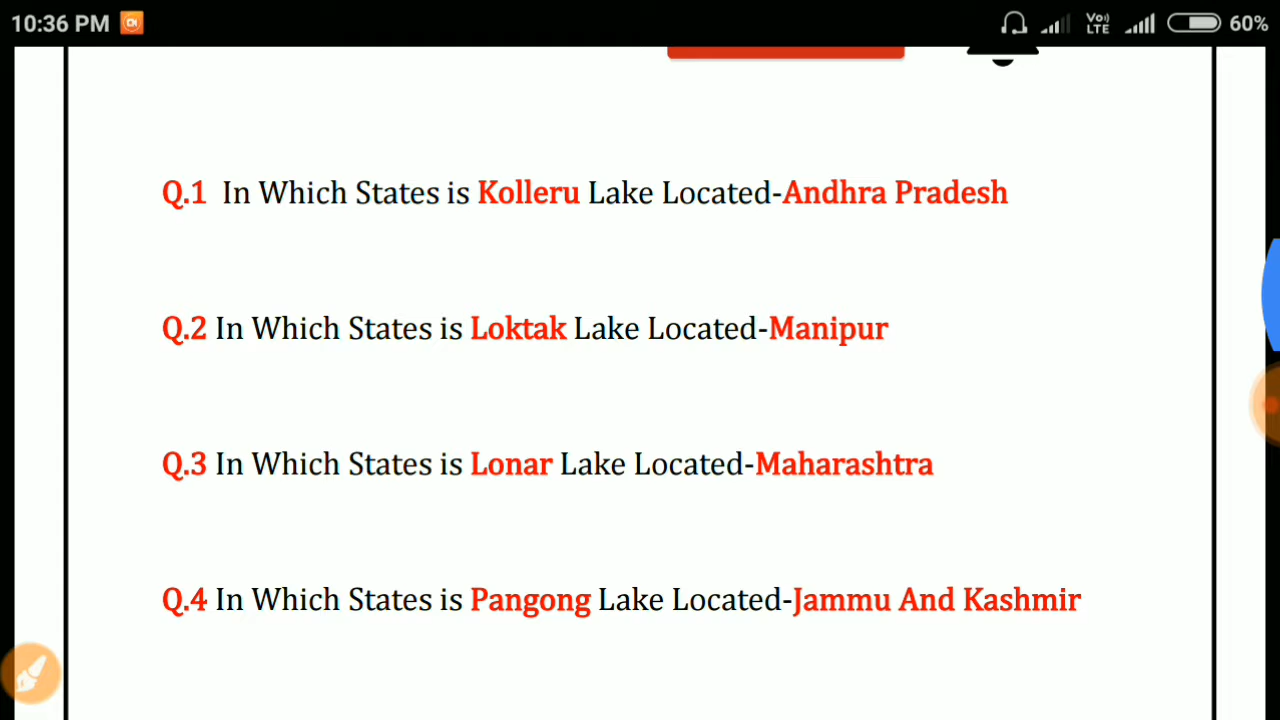 10:36 PM
Vo))
LTE
60%
Q.1 In Which States is Kolleru Lake Located-Andhra Pradesh
Q.2 In Which States is Loktak Lake Located-Manipur
Q.3 In Which States is Lonar Lake Located-Maharashtra
Q.4 In Which States is Pangong Lake Located-Jammu And Kashmir